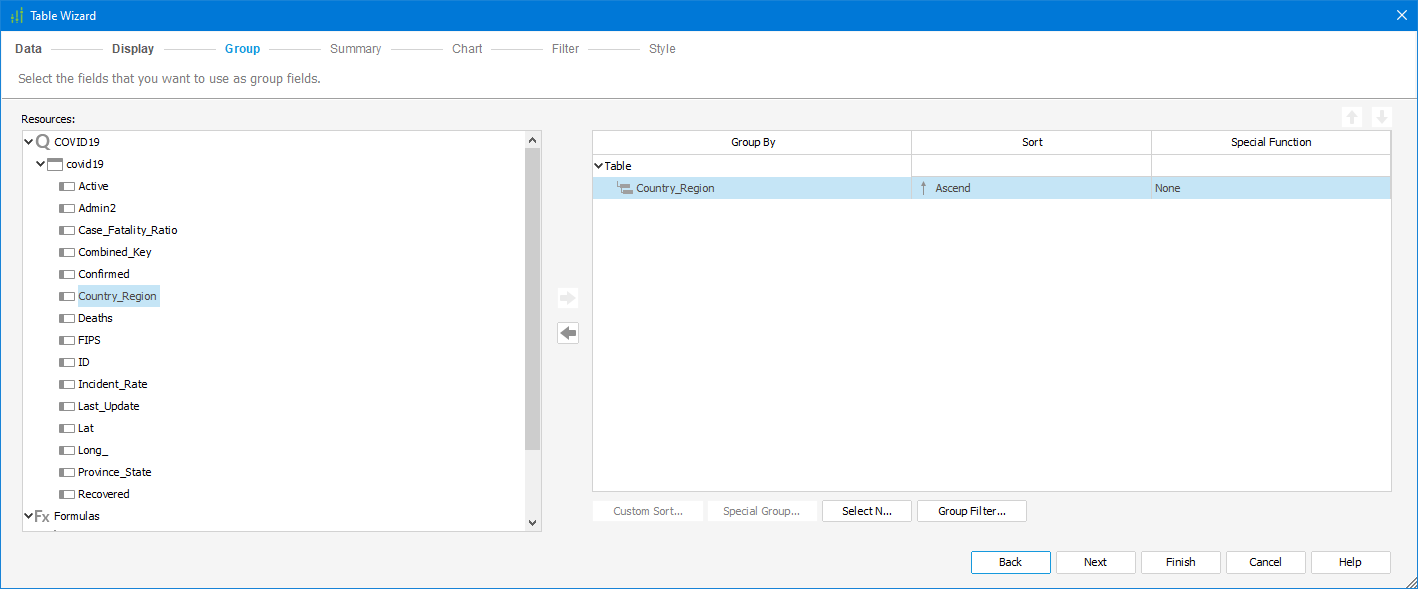 Table Wizard
Data Display Group Summary Chart Filter Style
Select the fields that you want to use as group fields.
Resources:
COVID19
covid19
Active
Admin2
Case_Fatality_Ratio
Combined_Key
Confirmed
Country_Region
Deaths
FIPS
ID
Incident_Rate
Last_Update
Lat
Long_
Province_State
Recovered
Fx Formulas
Group By Sort Special Function
Table
Country_Region Ascend None
Custom Sort... Special Group... Select N... Group Filter...
Back Next Finish Cancel Help